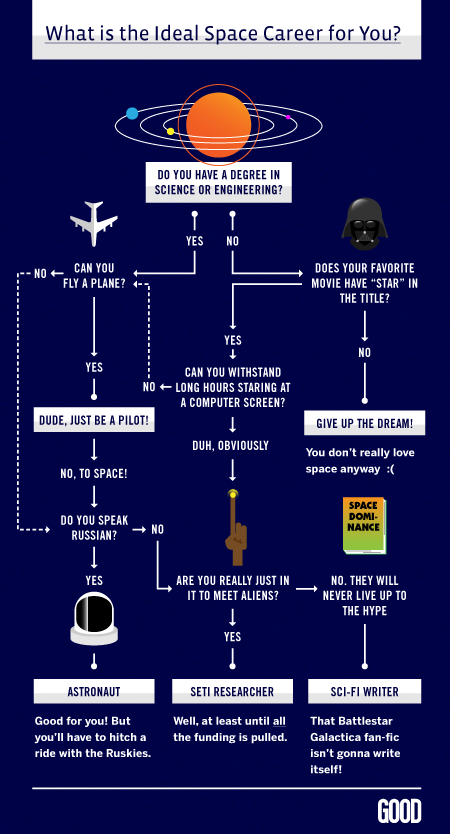 What is the Ideal Space Career for You?
DO YOU HAVE A DEGREE IN
SCIENCE OR ENGINEERING?
YES
NO
NO
CAN YOU
FLY A PLANE?
DOES YOUR FAVORITE
MOVIE HAVE “STAR” IN
THE TITLE?
YES
NO
YES
NO
CAN YOU WITHSTAND
LONG HOURS STARING AT
A COMPUTER SCREEN?
DUDE, JUST BE A PILOT!
GIVE UP THE DREAM!
DUH, OBVIOUSLY
You don’t really love
space anyway :(
NO, TO SPACE!
SPACE
DOMI-
NANCE
DO YOU SPEAK
RUSSIAN?
NO
YES
ARE YOU REALLY JUST IN
IT TO MEET ALIENS?
NO. THEY WILL
NEVER LIVE UP TO
THE HYPE
YES
ASTRONAUT
SETI RESEARCHER
SCI-FI WRITER
Good for you! But
you’ll have to hitch a
ride with the Ruskies.
Well, at least until all
the funding is pulled.
That Battlestar
Galactica fan-fic
isn’t gonna write
itself!
GOOD